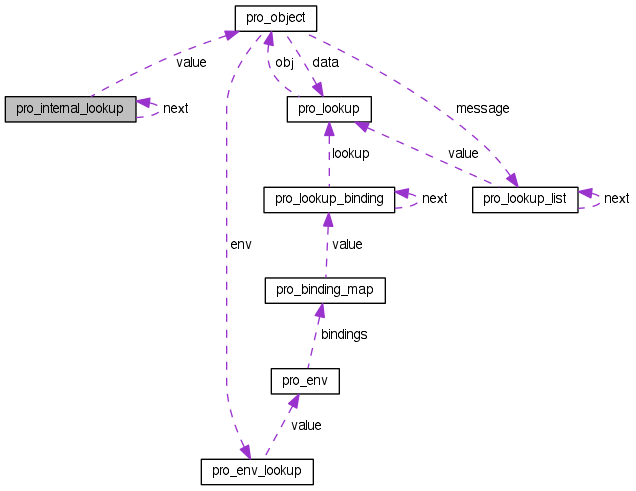 pro_object
value
obj
data
pro_internal_lookup
next
pro_lookup
message
lookup
value
pro_lookup_binding
next
pro_lookup_list
next
env
value
pro_binding_map
bindings
pro_env
value
pro_env_lookup